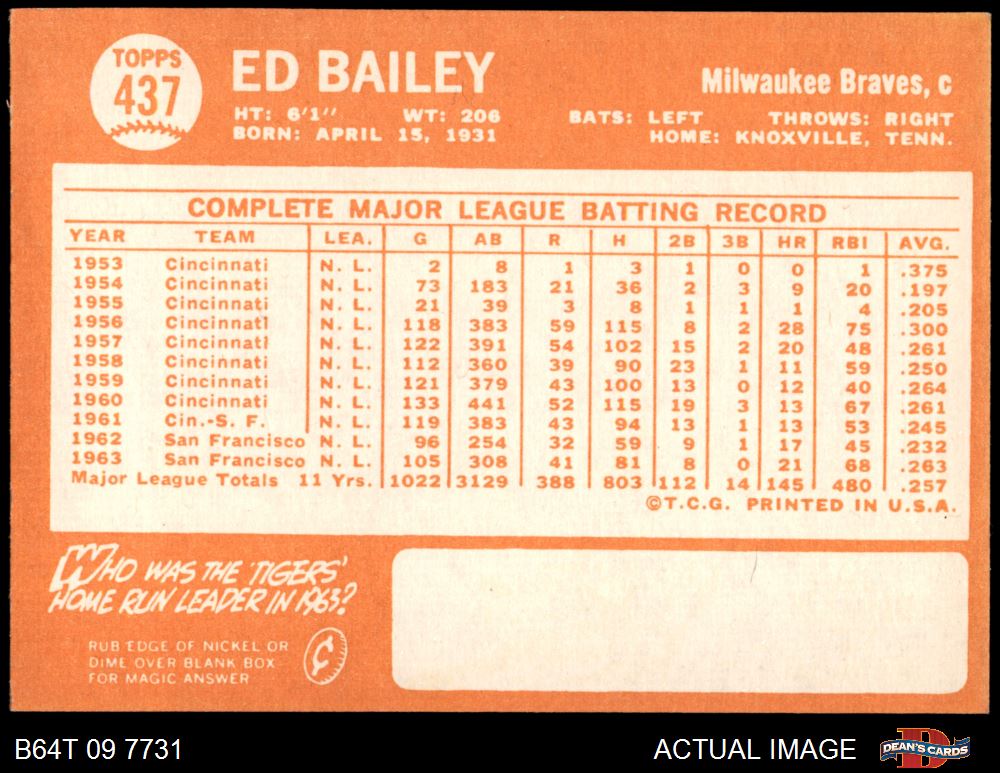 TOPPS
437
ED BAILEY
Milwaukee Braves, c
HT: 6'1'' WT: 206 BATS: LEFT THROWS: RIGHT
BORN: APRIL 15, 1931 HOME: KNOXVILLE, TENN.
COMPLETE MAJOR LEAGUE BATTING RECORD
YEAR TEAM LEA. G AB R H 2B 3B HR RBI AVG.
1953 Cincinnati N. L. 2 8 1 3 1 0 0 1 .375
1954 Cincinnati N. L. 73 183 21 36 2 3 9 20 .197
1955 Cincinnati N. L. 21 39 3 8 1 1 1 4 .205
1956 Cincinnati N. L. 118 383 59 115 8 2 28 75 .300
1957 Cincinnati N. L. 122 391 54 102 15 2 20 48 .261
1958 Cincinnati N. L. 112 360 39 90 23 1 11 59 .250
1959 Cincinnati N. L. 121 379 43 100 13 0 12 40 .264
1960 Cincinnati N. L. 133 441 52 115 19 3 13 67 .261
1961 Cin.-S. F. N. L. 119 383 43 94 13 1 13 53 .245
1962 San Francisco N. L. 96 254 32 59 9 1 17 45 .232
1963 San Francisco N. L. 105 308 41 81 8 0 21 68 .263
Major League Totals 11 Yrs. 1022 3129 388 803 112 14 145 480 .257
©T.C.G. PRINTED IN U.S.A.
WHO WAS THE 'TIGERS'
HOME RUN LEADER IN 1963?
RUB EDGE OF NICKEL OR
DIME OVER BLANK BOX
FOR MAGIC ANSWER
¢
B64T 09 7731
ACTUAL IMAGE
D
DEAN'S CARDS